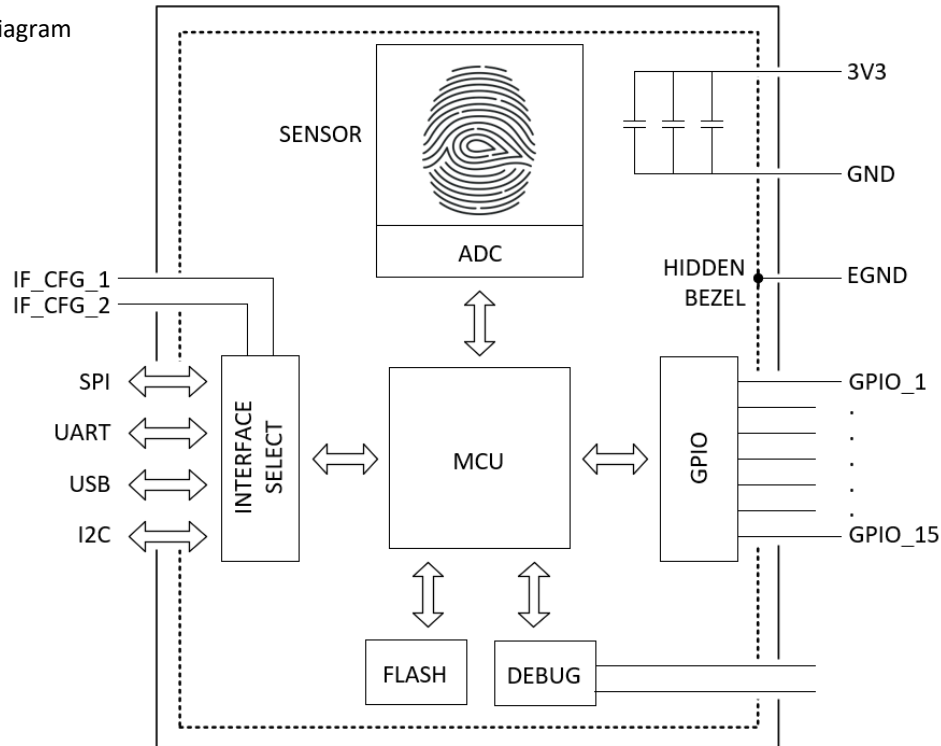 iagram
3V3
SENSOR
GND
ADC
HIDDEN
BEZEL
EGND
IF_CFG_1
IF_CFG_2
SPI
UART
USB
I2C
INTERFACE
SELECT
MCU
GPIO
GPIO_1
.
.
.
.
.
GPIO_15
FLASH
DEBUG